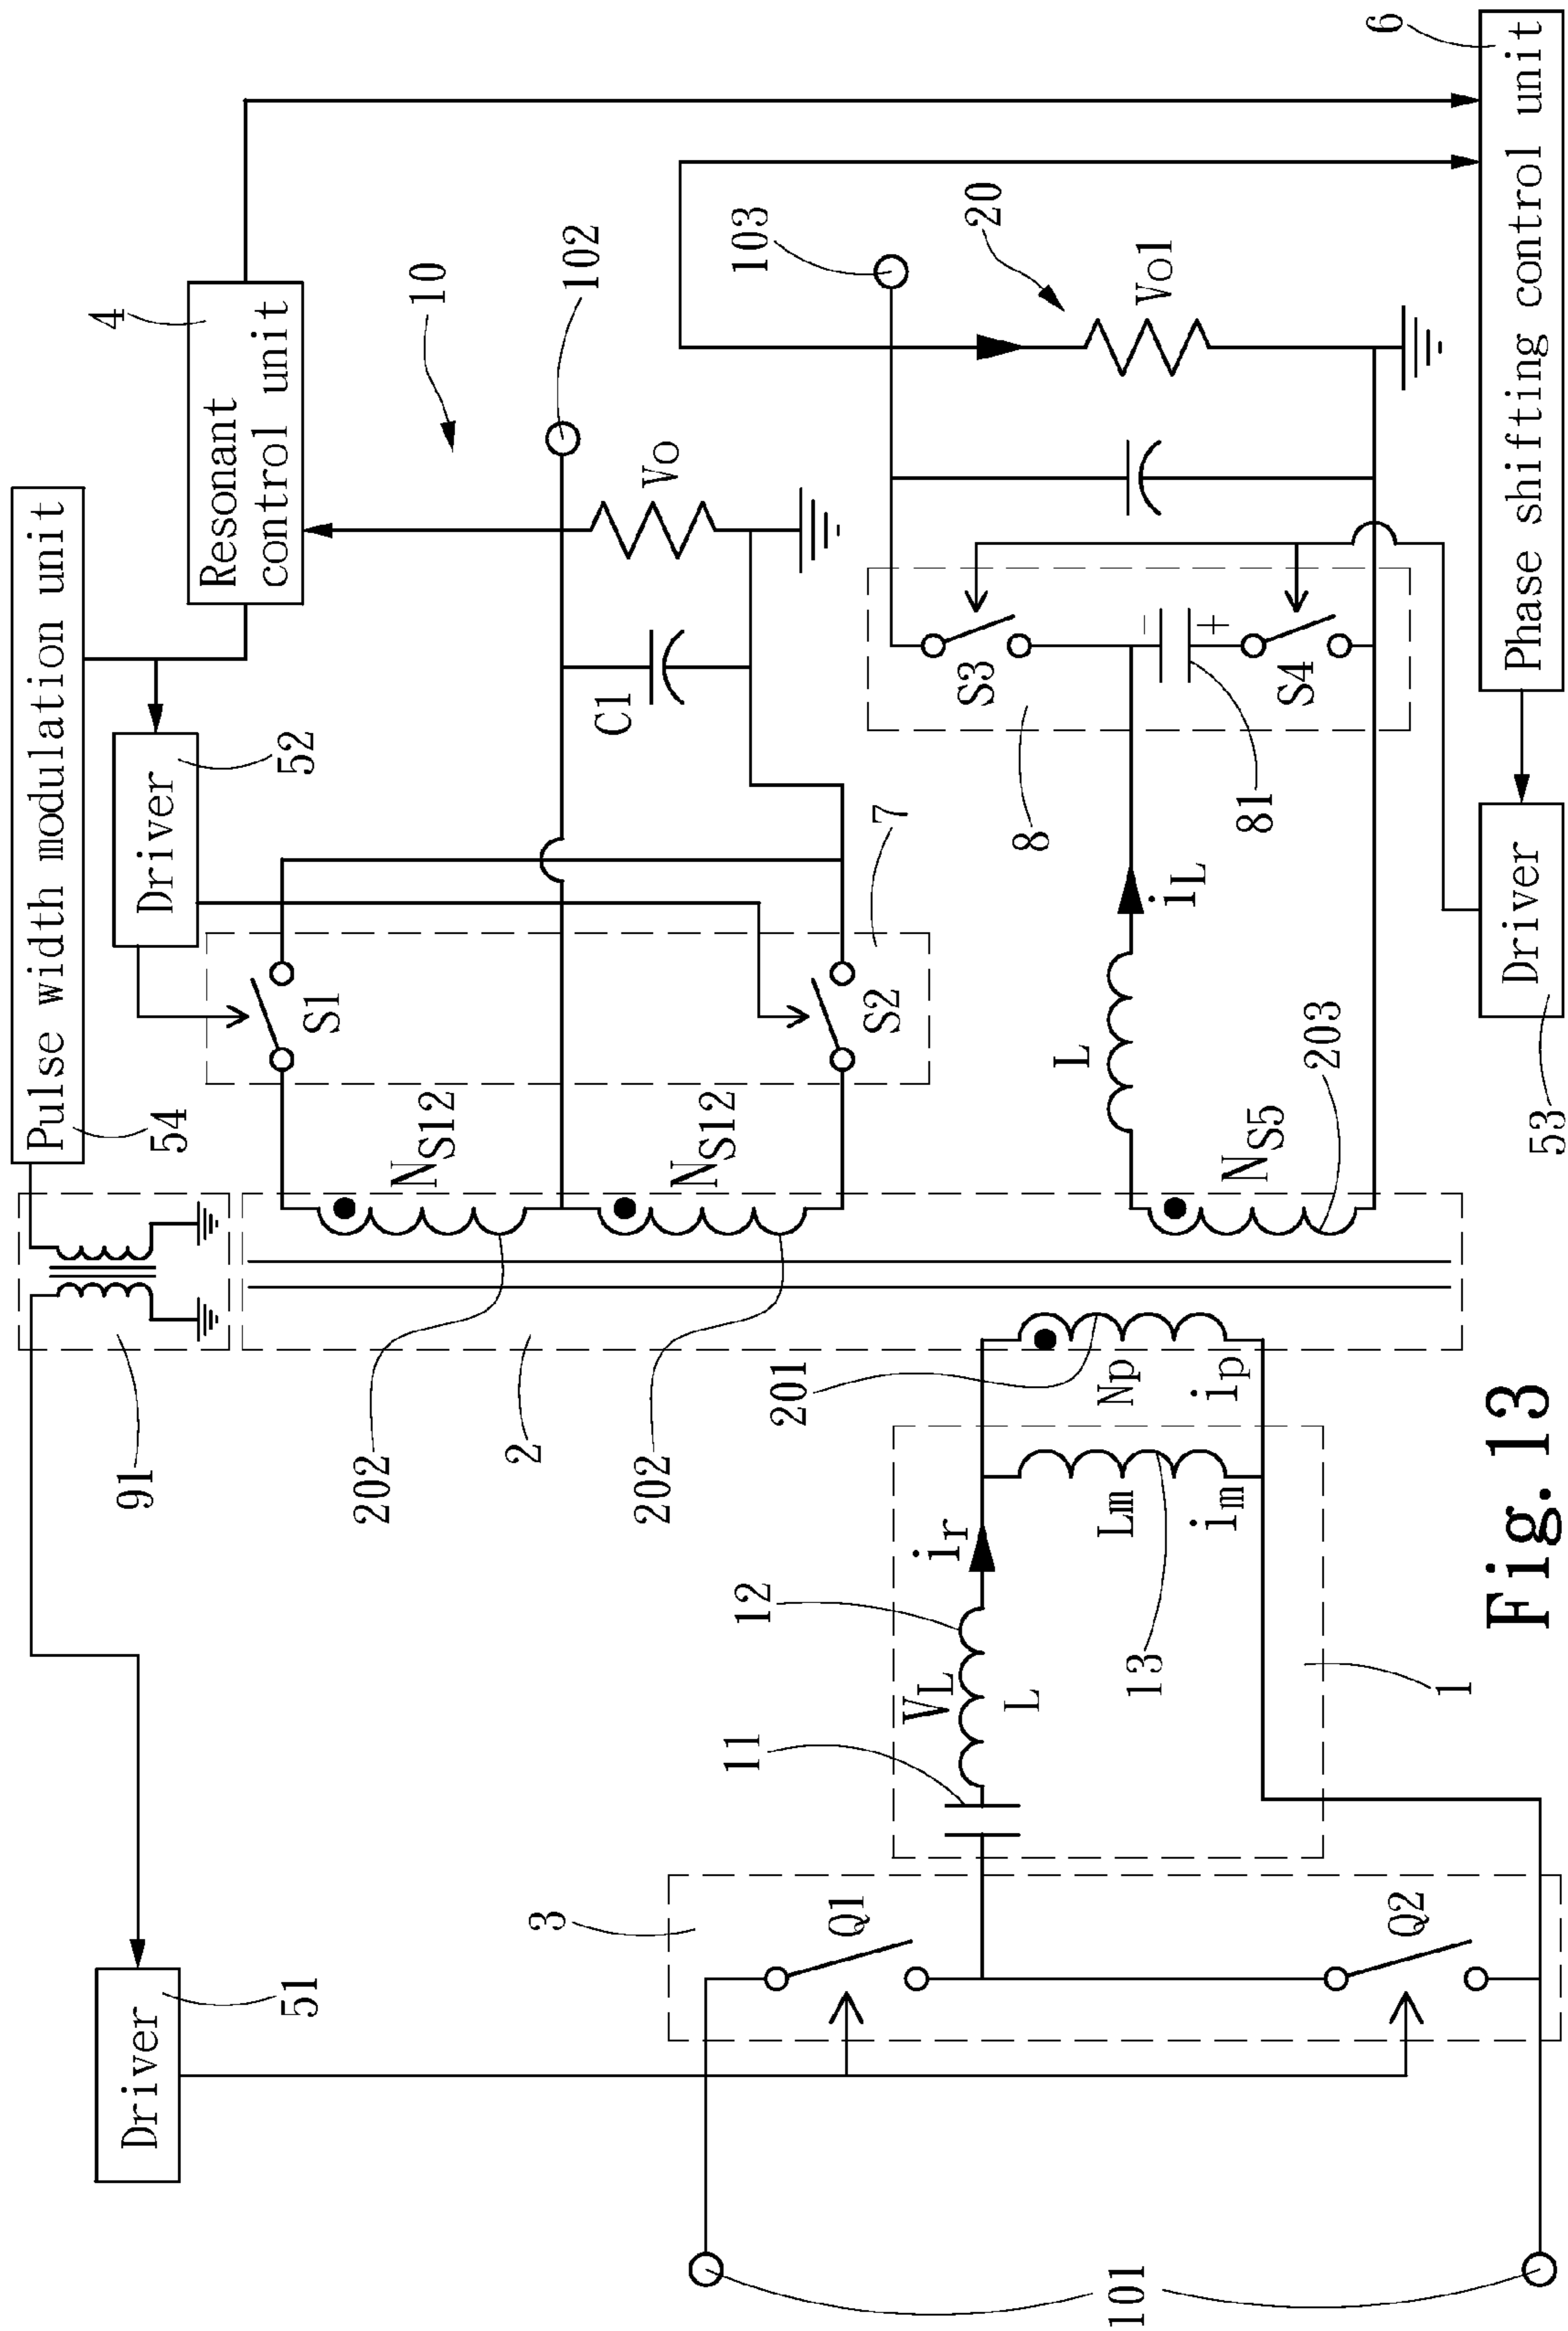 Pulse width modulation unit
54
91
Driver
51
Driver
52
Resonant
control unit
4
10
102
S1
S2
7
NS12
NS12
202
202
2
C1
Vo
103
20
Vo1
6
Phase shifting control unit
S3
S4
8
81
iL
L
NS5
203
Driver
53
201
Np
ip
ir
Lm
im
12
VL
L
11
13
1
3
Q1
Q2
101
− +
Fig. 13